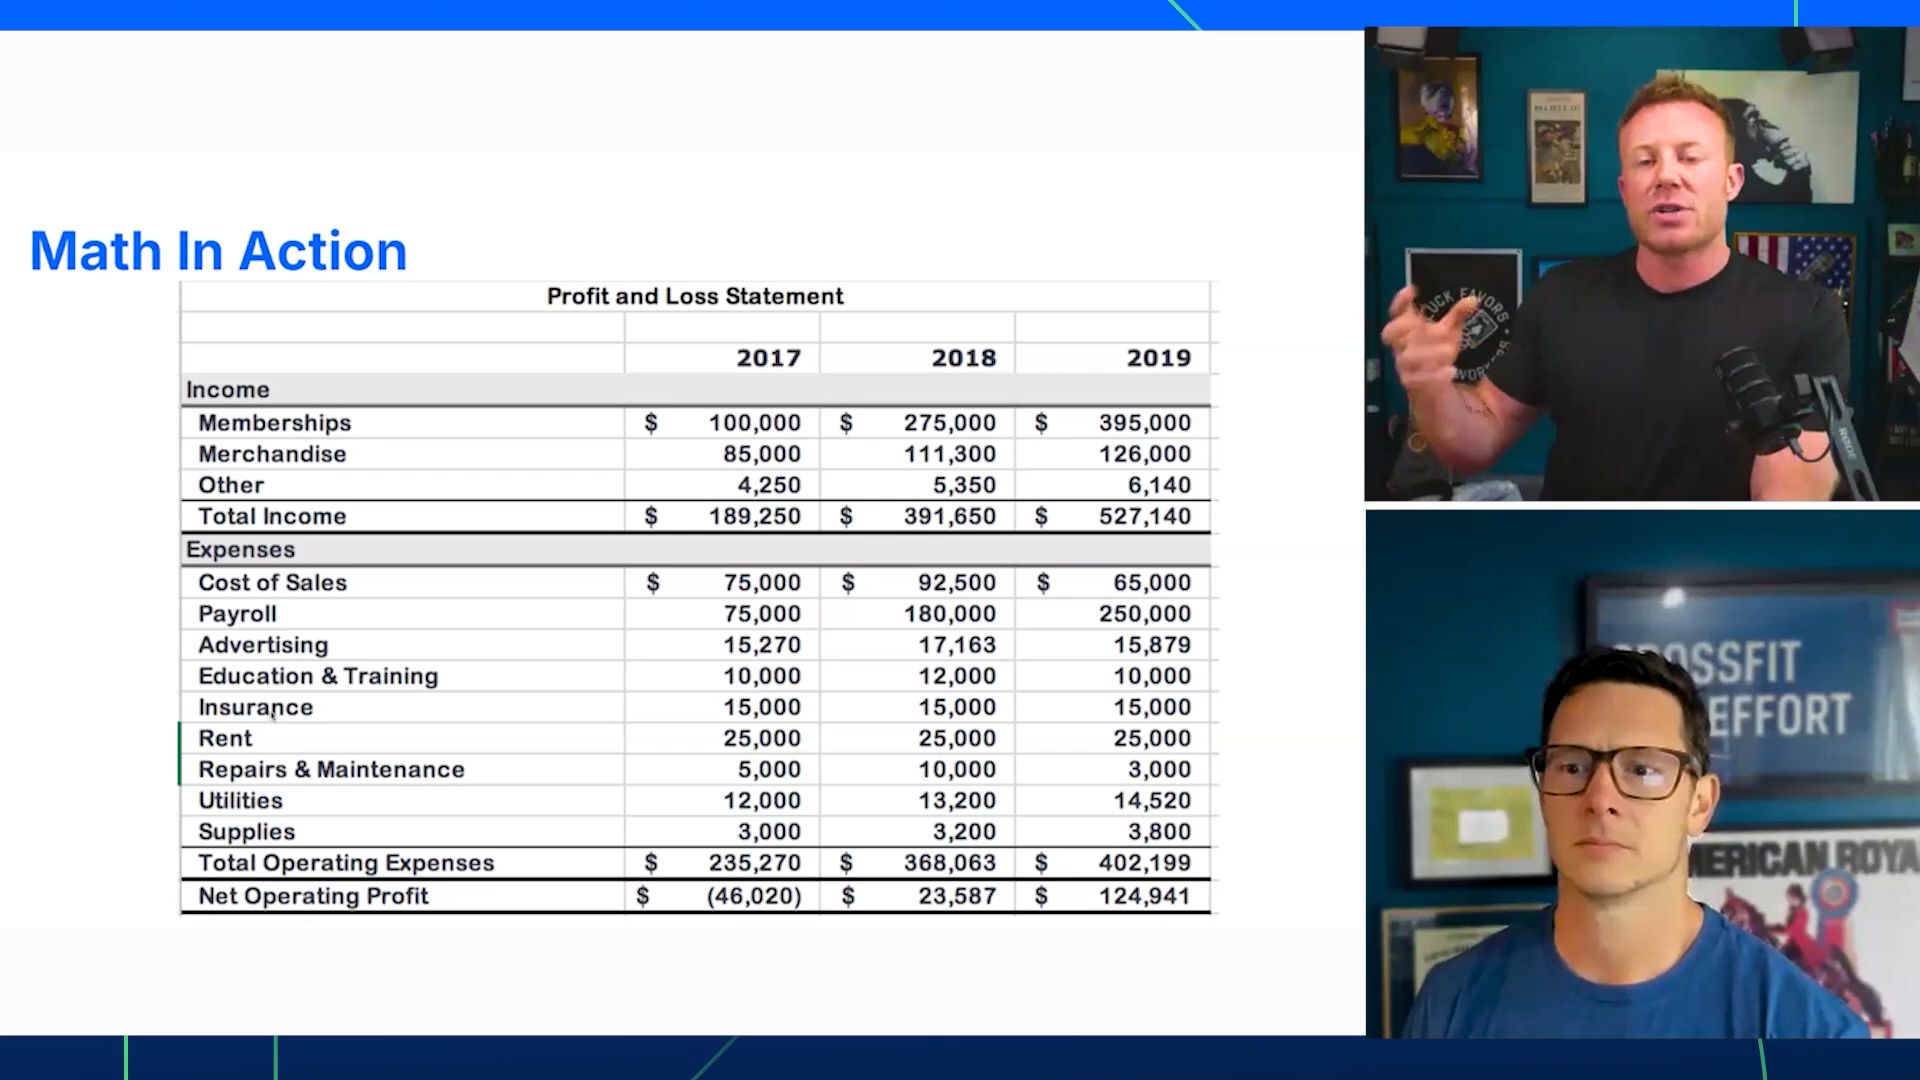 Math In Action
Profit and Loss Statement
2017 2018 2019
Income
Memberships $ 100,000 $ 275,000 $ 395,000
Merchandise 85,000 111,300 126,000
Other 4,250 5,350 6,140
Total Income $ 189,250 $ 391,650 $ 527,140
Expenses
Cost of Sales $ 75,000 $ 92,500 $ 65,000
Payroll 75,000 180,000 250,000
Advertising 15,270 17,163 15,879
Education & Training 10,000 12,000 10,000
Insurance 15,000 15,000 15,000
Rent 25,000 25,000 25,000
Repairs & Maintenance 5,000 10,000 3,000
Utilities 12,000 13,200 14,520
Supplies 3,000 3,200 3,800
Total Operating Expenses $ 235,270 $ 368,063 $ 402,199
Net Operating Profit $ (46,020) $ 23,587 $ 124,941
LUCK FAVORS
RODE
EFFORT